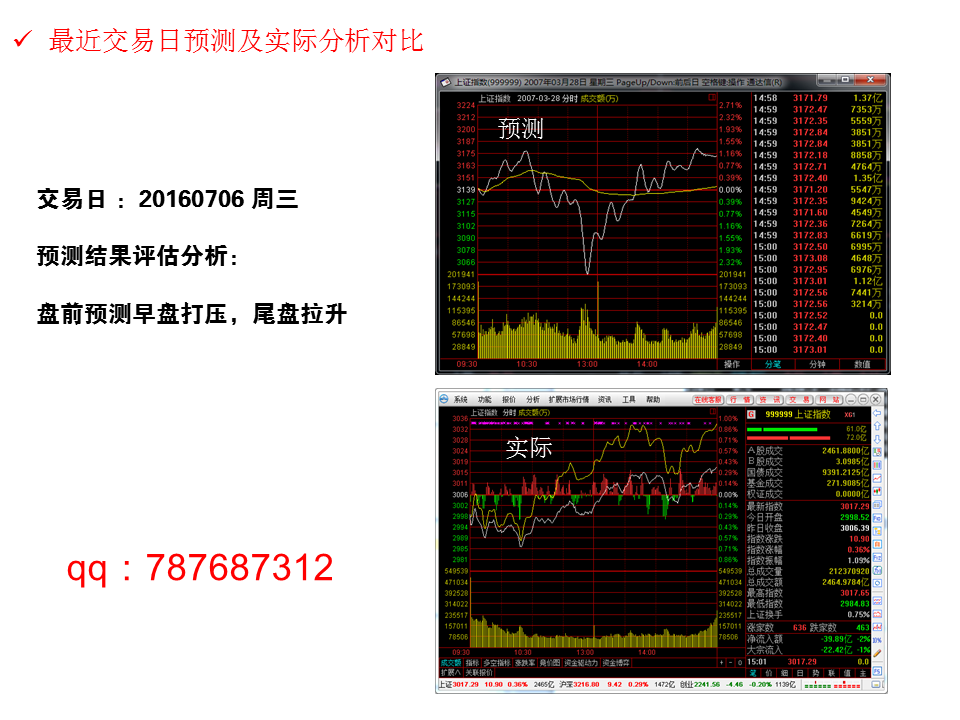 ✓ 最近交易日预测及实际分析对比
交易日 ：20160706 周三
预测结果评估分析：
盘前预测早盘打压，尾盘拉升
qq：787687312
上证指数(999999) 2007年03月28日 星期三 PageUp/Down:前后日 空格键:操作 通达信(R)
上证指数 2007-03-28 分时 成交额(万)
预测
3224 2.71%
3212 2.32%
3200 1.93%
3187 1.55%
3175 1.16%
3163 0.77%
3151 0.39%
3139 0.00%
3127 0.39%
3115 0.77%
3102 1.16%
3090 1.55%
3078 1.93%
3066 2.32%
201941 201941
173093 173093
144244 144244
115395 115395
86546 86546
57698 57698
28849 28849
09:30 10:30 13:00 14:00 操作 分笔 分钟 数值
14:58 3171.79 1.37亿
14:59 3172.47 7353万
14:59 3172.35 5559万
14:59 3172.84 3851万
14:59 3172.84 3851万
14:59 3172.18 8858万
14:59 3172.71 4764万
14:59 3172.40 1.35亿
14:59 3171.20 5547万
14:59 3172.35 9424万
14:59 3171.60 4549万
14:59 3172.36 7264万
14:59 3172.83 6619万
15:00 3172.50 6995万
15:00 3173.08 4648万
15:00 3172.95 6976万
15:00 3173.01 1.12亿
15:00 3172.56 7441万
15:00 3172.56 3214万
15:00 3172.52 0.0
15:00 3172.47 0.0
15:00 3172.40 0.0
15:00 3173.01 0.0
系统 功能 报价 分析 扩展市场行情 资讯 工具 帮助 在线客服 行情 资讯 交易 网站
上证指数 分时 成交额(万)
实际
3036 1.00%
3032 0.86%
3028 0.71%
3024 0.57%
3019 0.43%
3015 0.29%
3011 0.14%
3006 0.00%
3002 0.14%
2998 0.29%
2994 0.43%
2989 0.57%
2985 0.71%
2981 0.86%
549539 549539
471034 471034
392528 392528
314022 314022
235517 235517
157011 157011
78506 78506
09:30 10:30 13:00 14:00
G 999999 上证指数 XG1
61.0亿
72.0亿
A股成交 2461.8800亿
B股成交 3.0985亿
国债成交 9391.2125亿
基金成交 271.9085亿
权证成交 0.0000亿
最新指数 3017.29
今日开盘 2998.52
昨日收盘 3006.39
指数涨跌 10.90
指数涨幅 0.36%
指数振幅 1.09%
总成交量 212370920
总成交额 2464.9784亿
最高指数 3017.65
最低指数 2984.83
上证换手 0.75%
涨家数 636 跌家数 463
净流入额 -39.89亿 -2%
大宗流入 -22.42亿 -1%
15:01 3017.29 0.0
笔 价 细 日 势 联 值 主
成交额 指标 多空指标 涨跌率 竞价图 资金驱动力 资金博弈
扩展∧ 关联报价
上证3017.29 10.90 0.36% 2465亿 沪深3216.80 9.42 0.29% 1472亿 创业2241.56 -4.46 -0.20% 1139亿